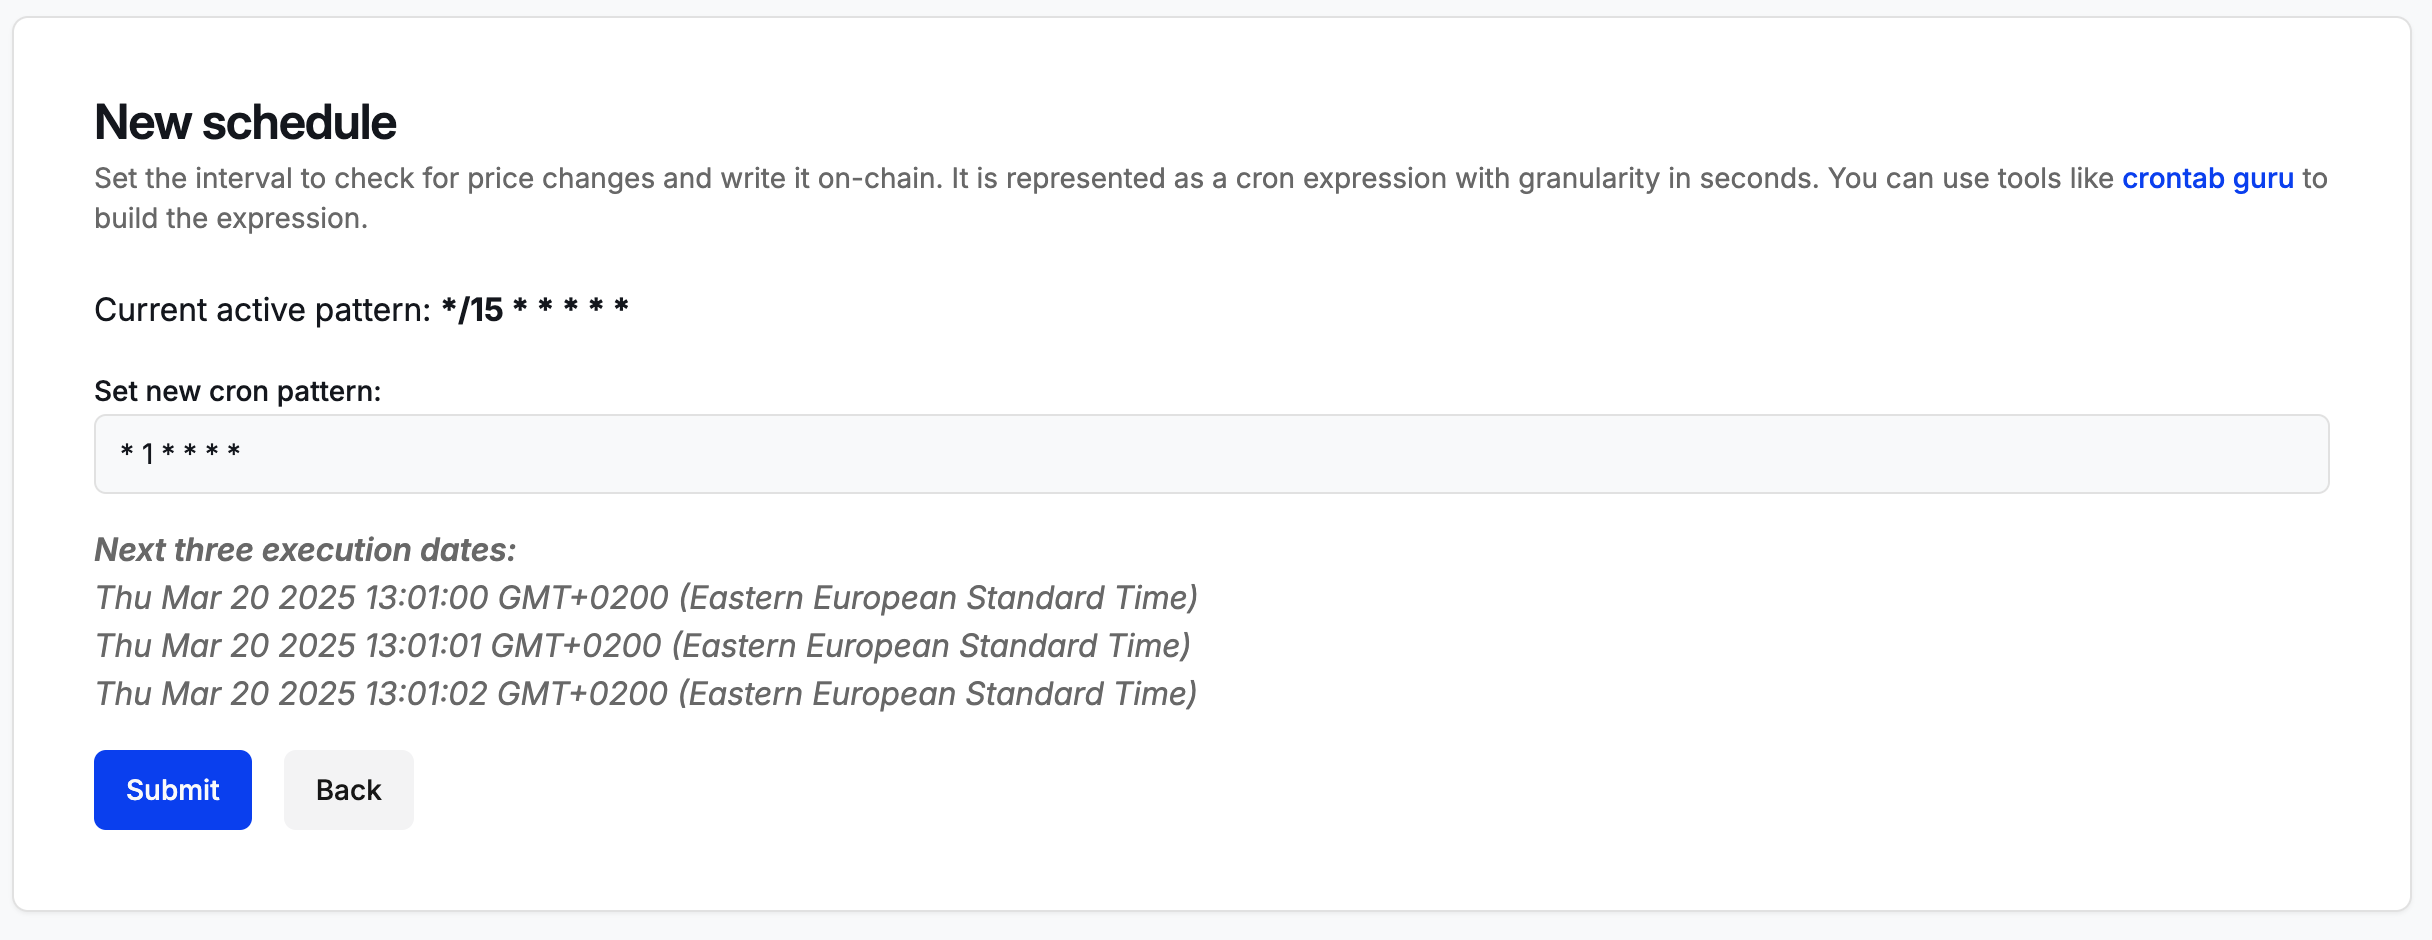 New schedule
Set the interval to check for price changes and write it on-chain. It is represented as a cron expression with granularity in seconds. You can use tools like crontab guru to
build the expression.
Current active pattern: */15 * * * * *
Set new cron pattern:
* 1 * * * *
Next three execution dates:
Thu Mar 20 2025 13:01:00 GMT+0200 (Eastern European Standard Time)
Thu Mar 20 2025 13:01:01 GMT+0200 (Eastern European Standard Time)
Thu Mar 20 2025 13:01:02 GMT+0200 (Eastern European Standard Time)
Submit Back